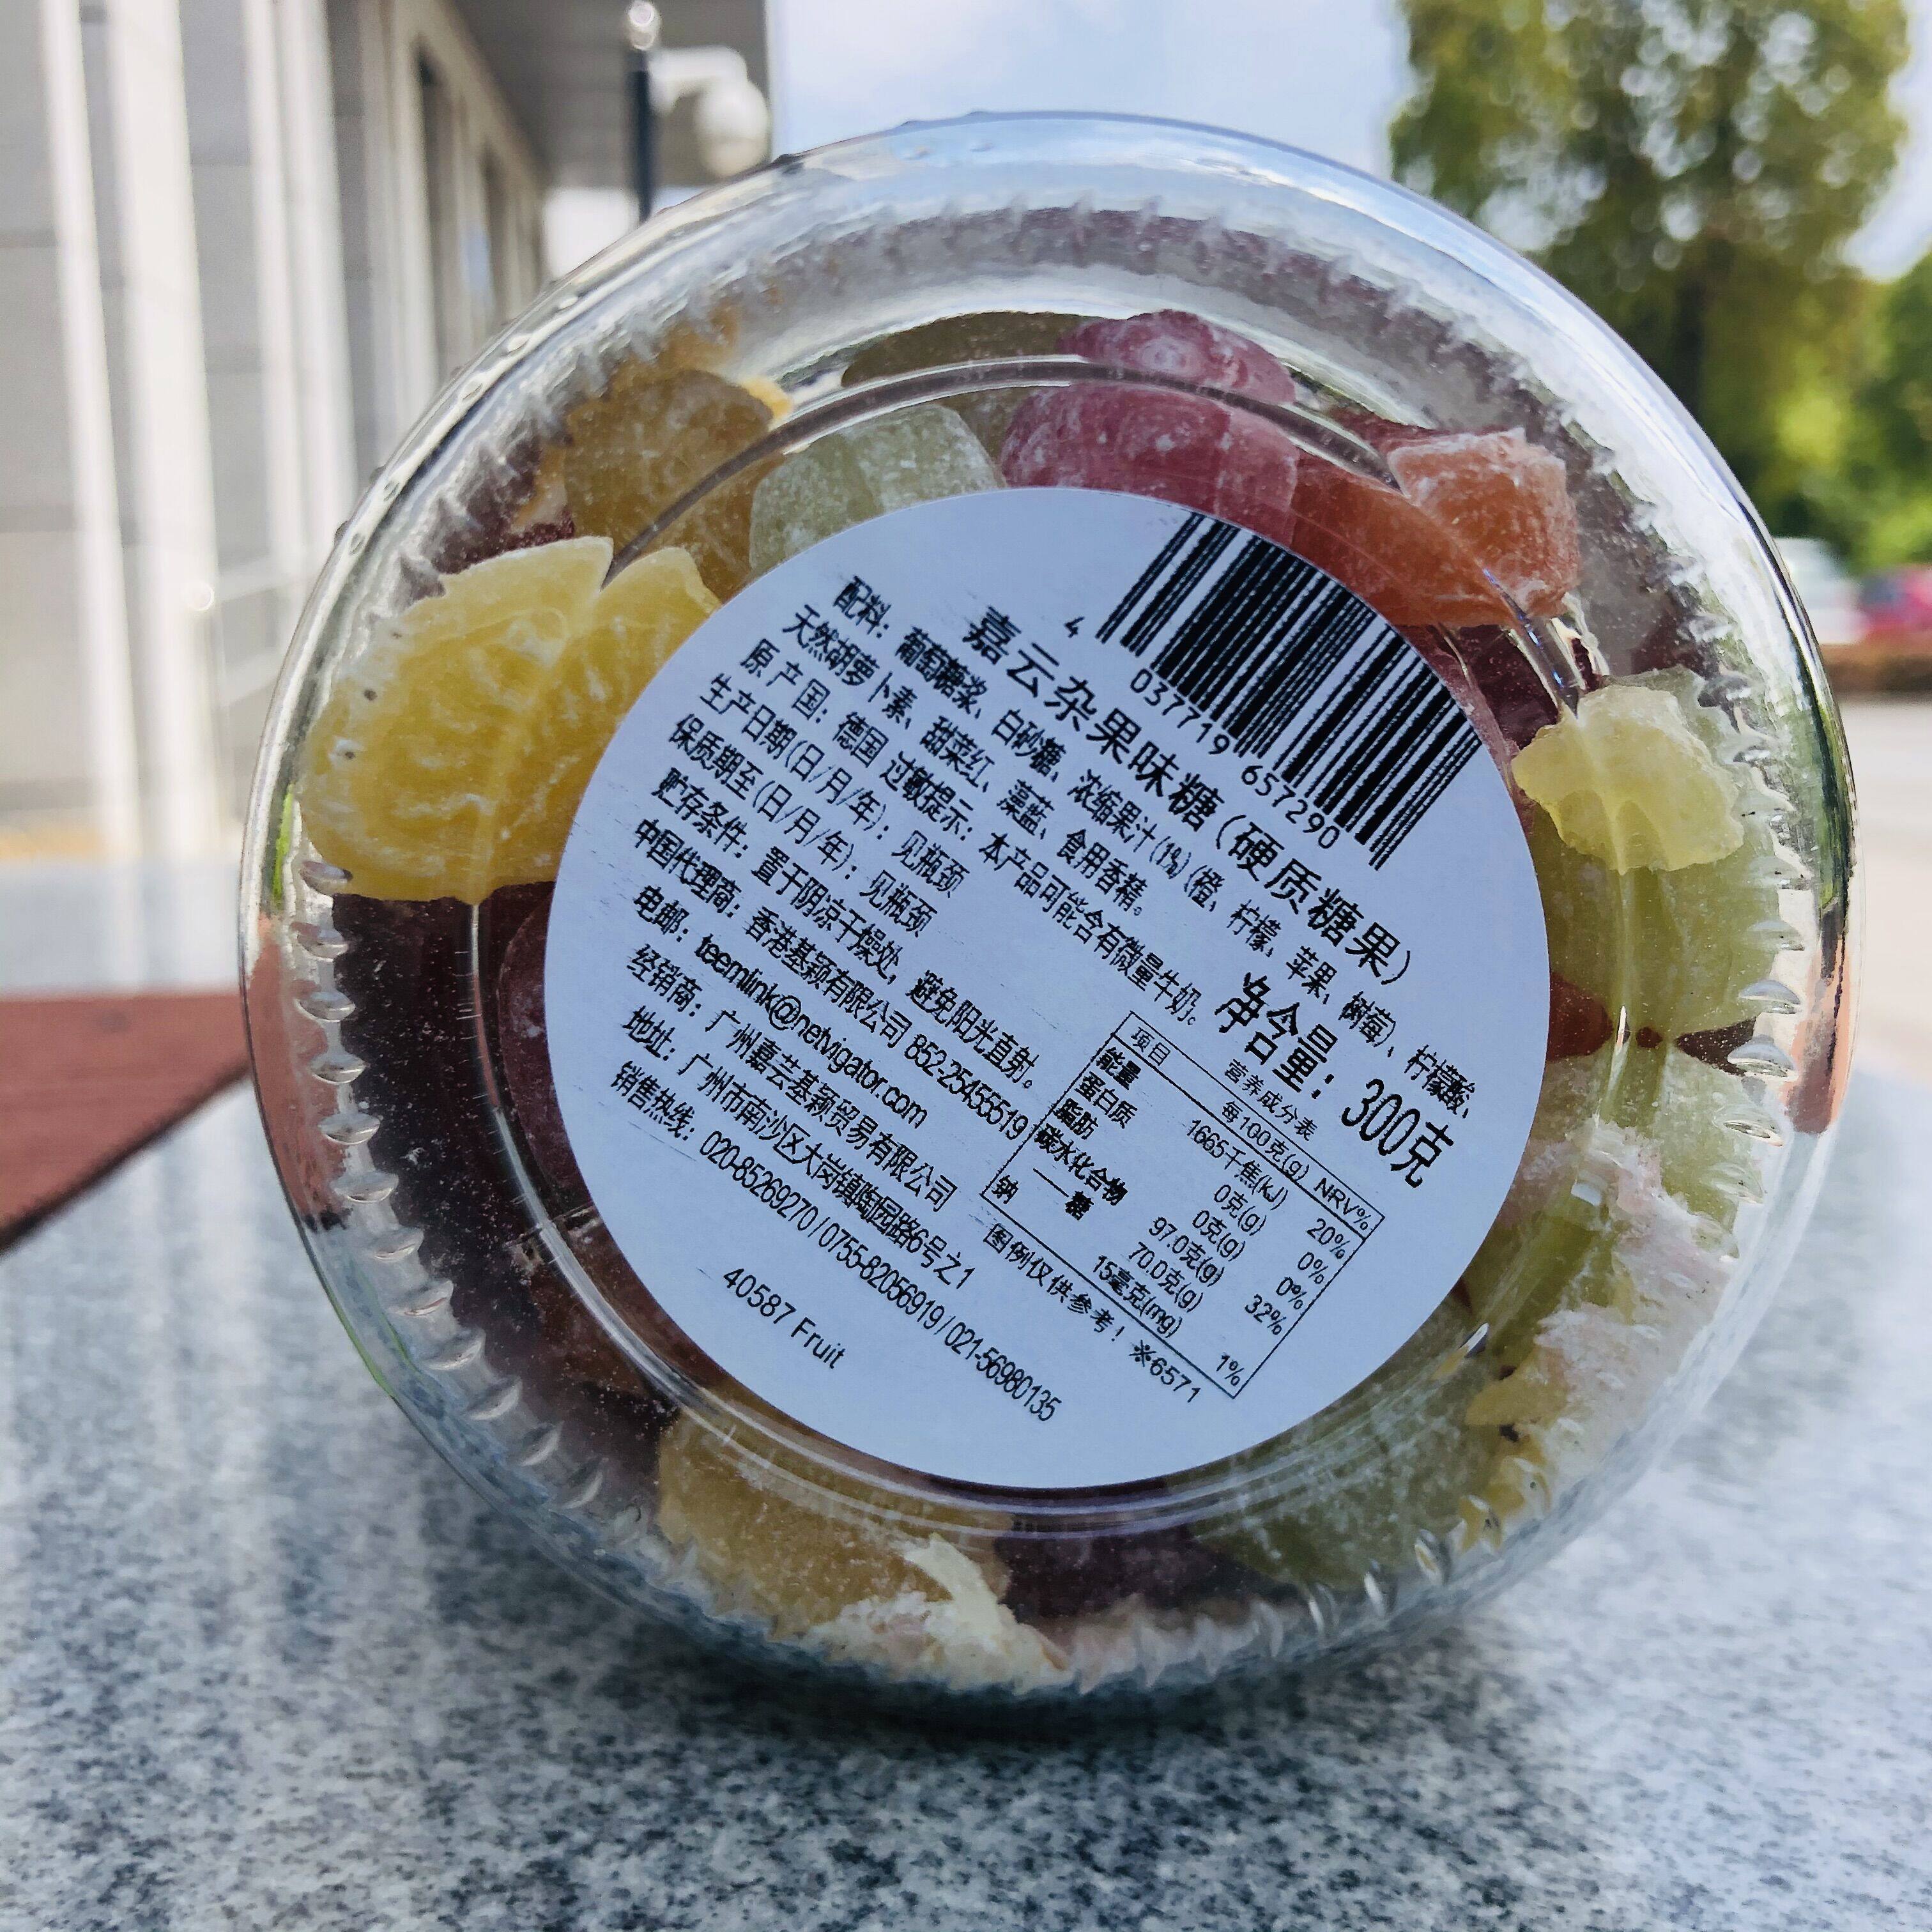 4 037719 657290
嘉云杂果味糖(硬质糖果)
配料：葡萄糖浆、白砂糖、浓缩果汁(1%)(橙、柠檬、苹果、树莓)、柠檬酸、
天然胡萝卜素、甜菜红、藻蓝、食用香精。
原产国：德国 过敏提示：本产品可能含有微量牛奶。
生产日期(日/月/年)：见瓶颈
保质期至(日/月/年)：见瓶颈
净含量：300克
贮存条件：置于阴凉干燥处，避免阳光直射。
中国代理商：香港基颖有限公司 852-25455519
电邮：teemlink@netvigator.com
经销商：广州嘉芸基颖贸易有限公司
地址：广州市南沙区大岗镇陶园路6号之1
销售热线：020-85269270/0755-82056919/021-56980135
40587 Fruit
营养成分表
项目 每100克(g) NRV%
能量 1665千焦(kJ) 20%
蛋白质 0克(g) 0%
脂肪 0克(g) 0%
碳水化合物 97.0克(g) 32%
—糖 70.0克(g)
钠 15毫克(mg) 1%
图例仅供参考！※6571